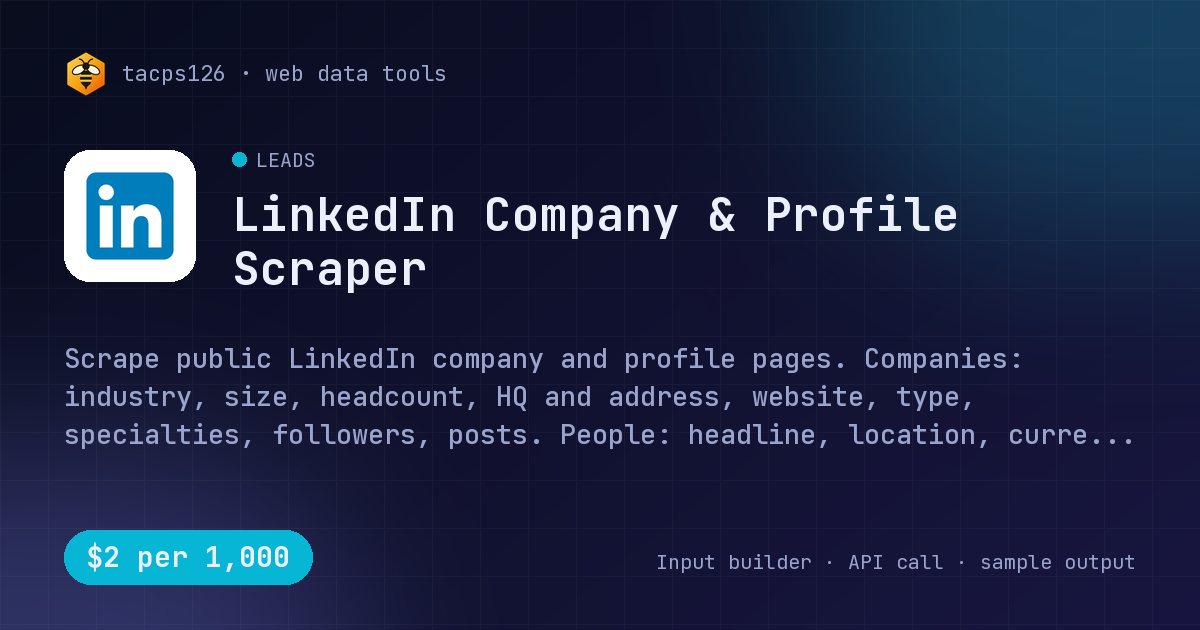 tacps126 · web data tools
in
LEADS
LinkedIn Company & Profile
Scraper
Scrape public LinkedIn company and profile pages. Companies:
industry, size, headcount, HQ and address, website, type,
specialties, followers, posts. People: headline, location, curre...
$2 per 1,000
Input builder · API call · sample output